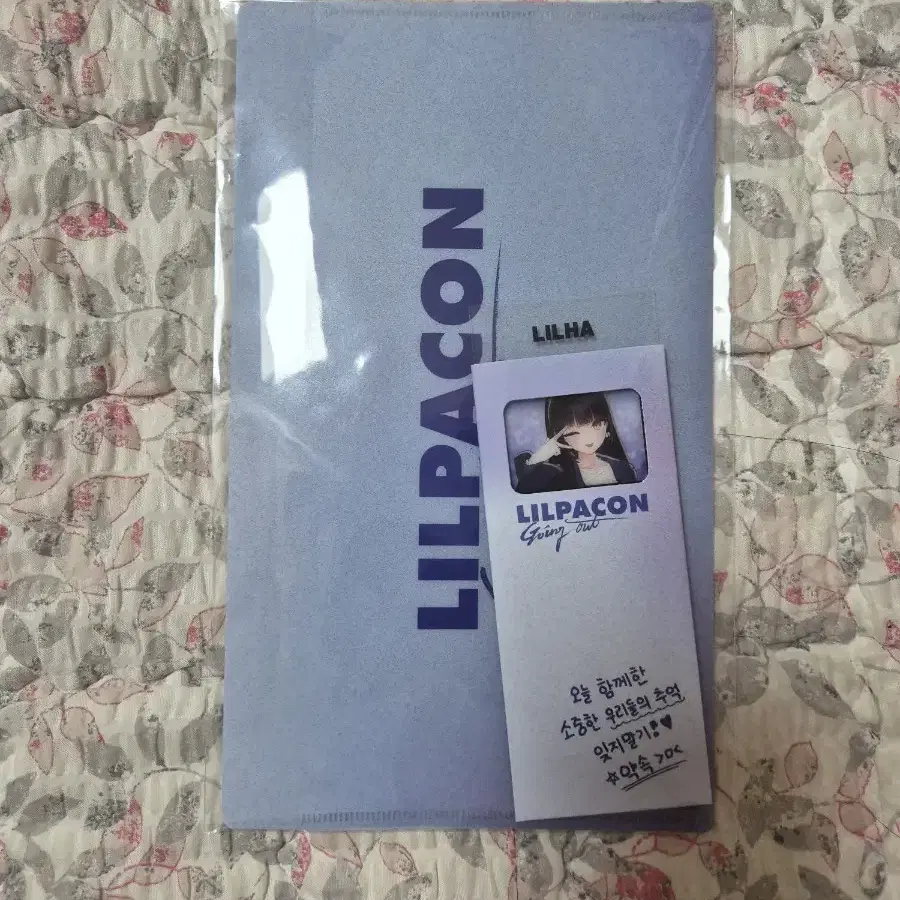 LILPACON
LILHA
LILPACON
Going out
오늘 함께한
소중한 우리들의 추억
잊지말기!♥
☆약속 >o<